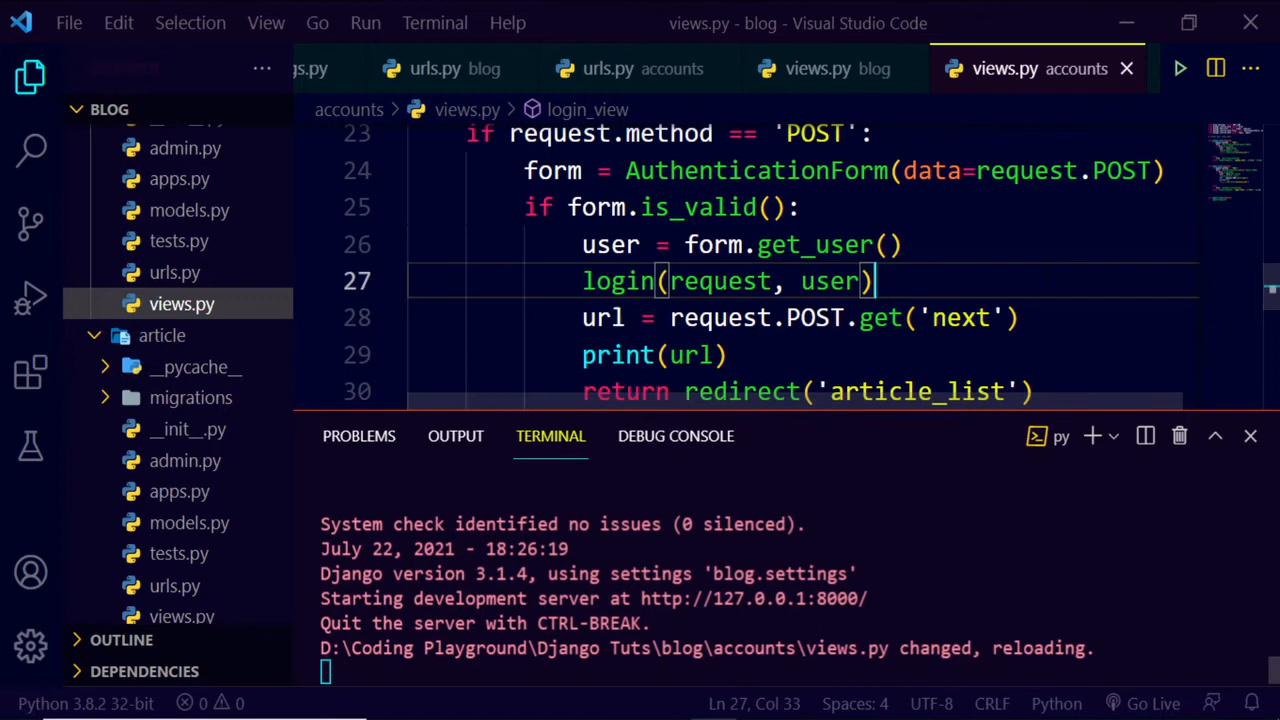 File Edit Selection View Go Run Terminal Help views.py - blog - Visual Studio Code
gs.py urls.py blog urls.py accounts views.py blog views.py accounts
BLOG
accounts > views.py > login_view
admin.py
apps.py
models.py
tests.py
urls.py
views.py
article
__pycache__
migrations
__init__.py
admin.py
apps.py
models.py
tests.py
urls.py
views.py
OUTLINE
DEPENDENCIES
23 if request.method == 'POST':
24 form = AuthenticationForm(data=request.POST)
25 if form.is_valid():
26 user = form.get_user()
27 login(request, user)
28 url = request.POST.get('next')
29 print(url)
30 return redirect('article_list')
PROBLEMS OUTPUT TERMINAL DEBUG CONSOLE py
System check identified no issues (0 silenced).
July 22, 2021 - 18:26:19
Django version 3.1.4, using settings 'blog.settings'
Starting development server at http://127.0.0.1:8000/
Quit the server with CTRL-BREAK.
D:\Coding Playground\Django Tuts\blog\accounts\views.py changed, reloading.
Python 3.8.2 32-bit 0 0 Ln 27, Col 33 Spaces: 4 UTF-8 CRLF Python Go Live